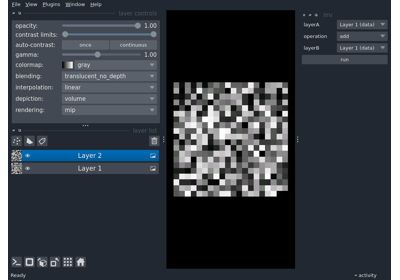 File View Plugins Window Help
layer controls
opacity: 1.00
contrast limits:
auto-contrast: once continuous
gamma: 1.00
colormap: gray
blending: translucent_no_depth
interpolation: linear
depiction: volume
rendering: mip
layer list
Layer 2
Layer 1
layerA Layer 1 (data)
operation add
layerB Layer 1 (data)
run
Ready
activity